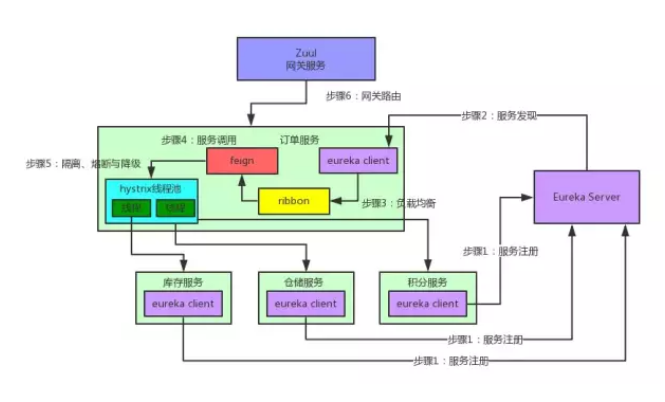 Zuul
网关服务
步骤6：网关路由
步骤2：服务发现
步骤4：服务调用
订单服务
feign
eureka client
步骤5：隔离、熔断与降级
hystrix线程池
线程
线程
ribbon
步骤3：负载均衡
Eureka Server
步骤1：服务注册
库存服务
eureka client
仓储服务
eureka client
积分服务
eureka client
步骤1：服务注册
步骤1：服务注册